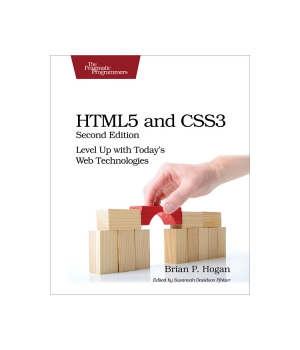 The
Pragmatic
Programmers
HTML5 and CSS3
Second Edition
Level Up with Today's
Web Technologies
Brian P. Hogan
Edited by Susannah Davidson Pfalzer